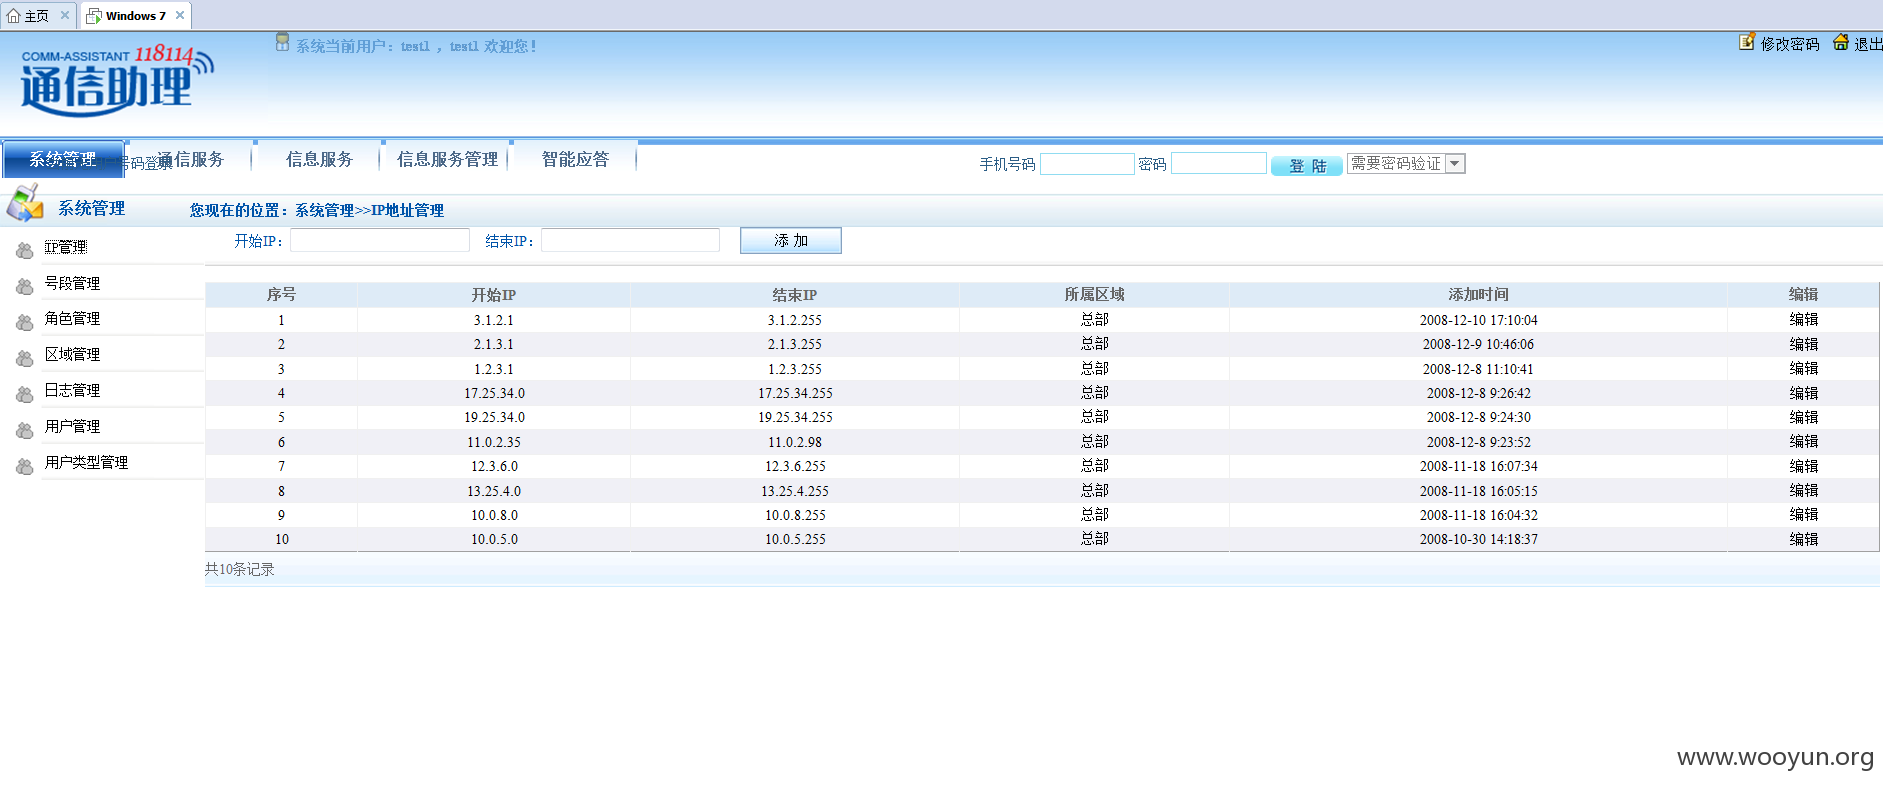 主页 Windows 7
COMM-ASSISTANT 118114
通信助理
系统当前用户：test1 ，test1 欢迎您！
修改密码 退出
系统管理 通信服务 信息服务 信息服务管理 智能应答
号码登录
手机号码 密码 登 陆 需要密码验证
系统管理 您现在的位置：系统管理>>IP地址管理
IP管理
号段管理
角色管理
区域管理
日志管理
用户管理
用户类型管理
开始IP： 结束IP： 添 加
序号 开始IP 结束IP 所属区域 添加时间 编辑
1 3.1.2.1 3.1.2.255 总部 2008-12-10 17:10:04 编辑
2 2.1.3.1 2.1.3.255 总部 2008-12-9 10:46:06 编辑
3 1.2.3.1 1.2.3.255 总部 2008-12-8 11:10:41 编辑
4 17.25.34.0 17.25.34.255 总部 2008-12-8 9:26:42 编辑
5 19.25.34.0 19.25.34.255 总部 2008-12-8 9:24:30 编辑
6 11.0.2.35 11.0.2.98 总部 2008-12-8 9:23:52 编辑
7 12.3.6.0 12.3.6.255 总部 2008-11-18 16:07:34 编辑
8 13.25.4.0 13.25.4.255 总部 2008-11-18 16:05:15 编辑
9 10.0.8.0 10.0.8.255 总部 2008-11-18 16:04:32 编辑
10 10.0.5.0 10.0.5.255 总部 2008-10-30 14:18:37 编辑
共10条记录
www.wooyun.org